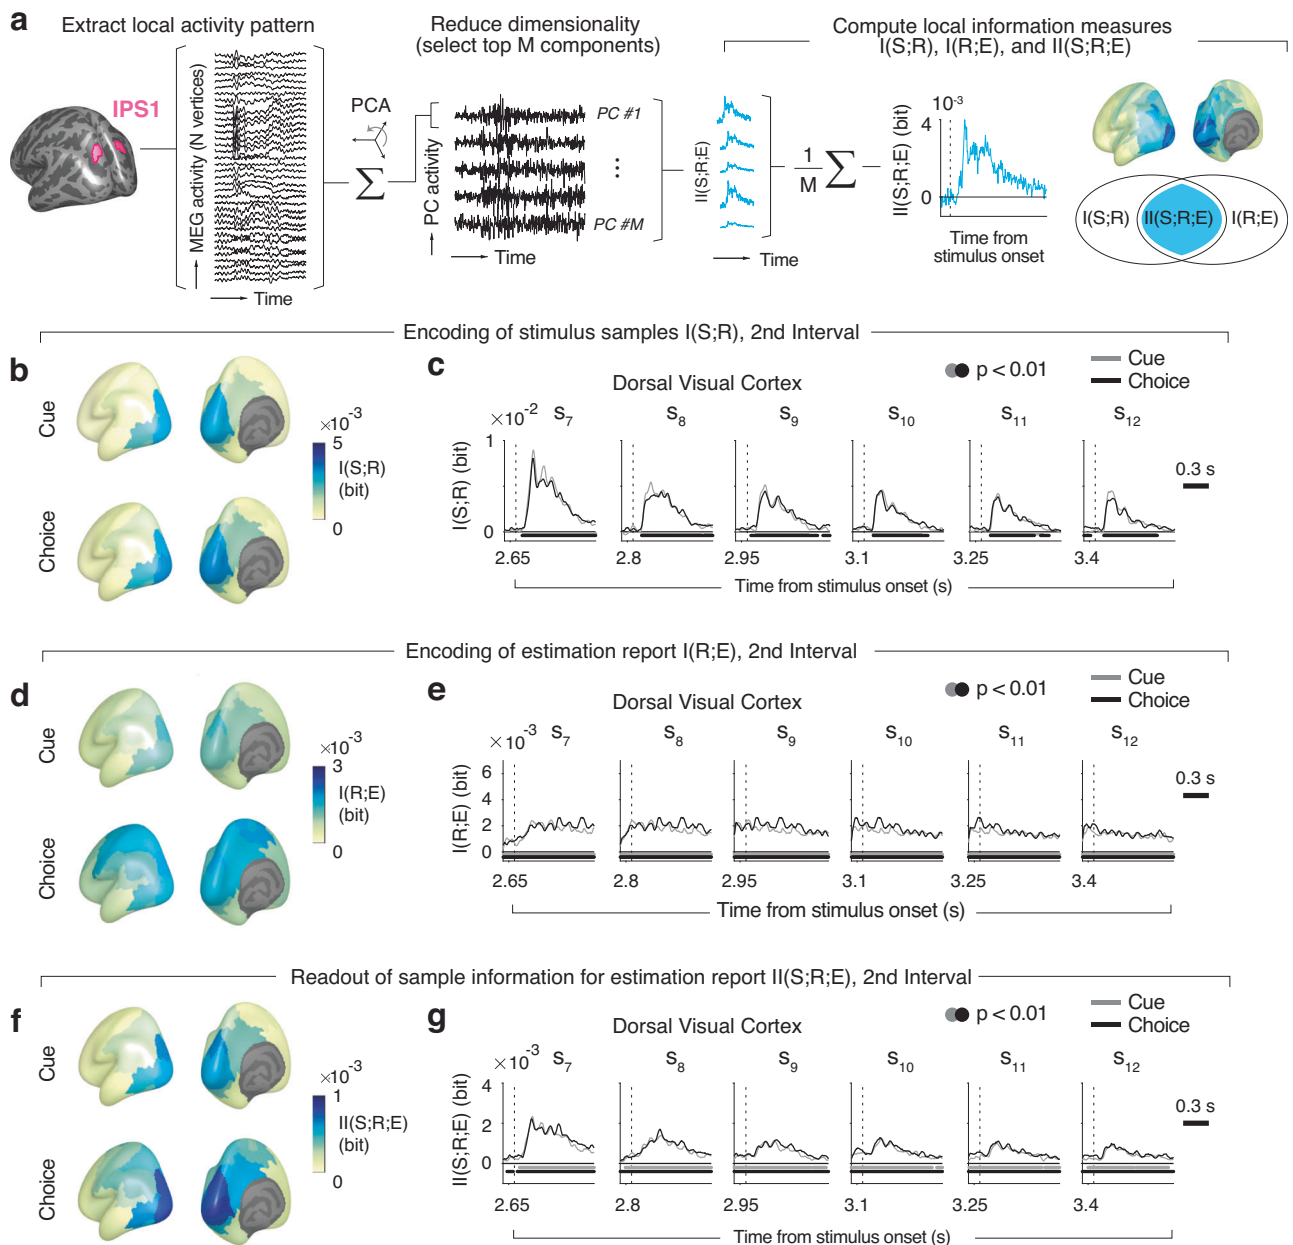 a
Extract local activity pattern
Reduce dimensionality
(select top M components)
Compute local information measures
I(S;R), I(R;E), and II(S;R;E)
IPS1
MEG activity (N vertices)
Time
PCA
Σ
PC activity
PC #1
PC #M
Time
II(S;R;E)
Time
1
M
Σ
10-3
II(S;R;E) (bit)
4
0
Time from
stimulus onset
I(S;R)
II(S;R;E)
I(R;E)
Encoding of stimulus samples I(S;R), 2nd Interval
b
Cue
Choice
×10-3
5
I(S;R)
(bit)
0
c
Dorsal Visual Cortex
p < 0.01
Cue
Choice
× 10-2
S7
S8
S9
S10
S11
S12
I(S;R) (bit)
1
0
0.3 s
2.65
2.8
2.95
3.1
3.25
3.4
Time from stimulus onset (s)
Encoding of estimation report I(R;E), 2nd Interval
d
Cue
Choice
×10-3
3
I(R;E)
(bit)
0
e
Dorsal Visual Cortex
p < 0.01
Cue
Choice
× 10-3
S7
S8
S9
S10
S11
S12
I(R;E) (bit)
6
4
2
0
0.3 s
2.65
2.8
2.95
3.1
3.25
3.4
Time from stimulus onset (s)
Readout of sample information for estimation report II(S;R;E), 2nd Interval
f
Cue
Choice
×10-3
1
II(S;R;E)
(bit)
0
g
Dorsal Visual Cortex
p < 0.01
Cue
Choice
× 10-3
S7
S8
S9
S10
S11
S12
II(S;R;E) (bit)
4
2
0
0.3 s
2.65
2.8
2.95
3.1
3.25
3.4
Time from stimulus onset (s)